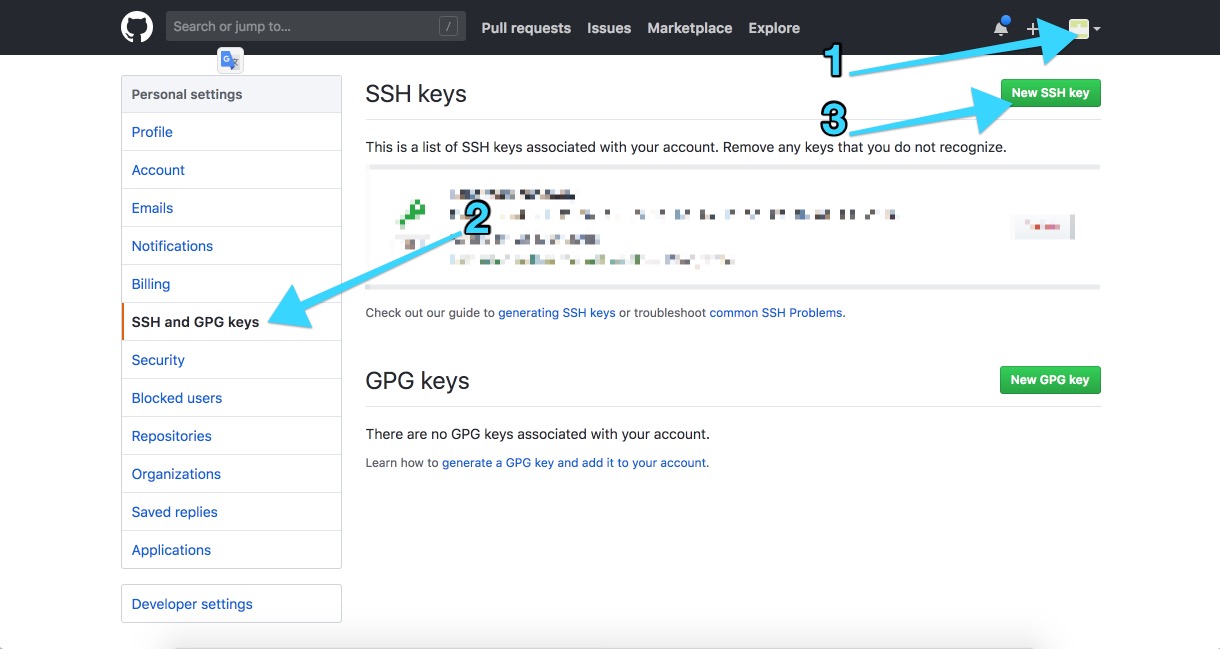 Search or jump to...
/
Pull requests
Issues
Marketplace
Explore
1
G
Personal settings
Profile
Account
Emails
Notifications
Billing
SSH and GPG keys
Security
Blocked users
Repositories
Organizations
Saved replies
Applications
Developer settings
SSH keys
New SSH key
3
This is a list of SSH keys associated with your account. Remove any keys that you do not recognize.
2
Check out our guide to generating SSH keys or troubleshoot common SSH Problems.
GPG keys
New GPG key
There are no GPG keys associated with your account.
Learn how to generate a GPG key and add it to your account.